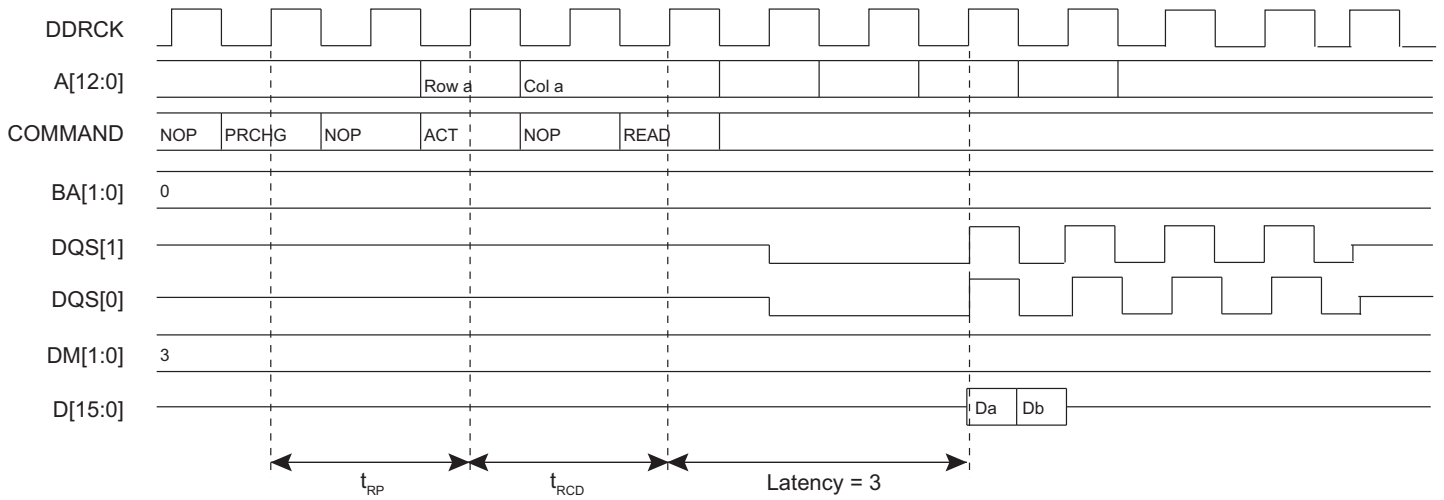 DDRCK
A[12:0] Row a Col a
COMMAND NOP PRCHG NOP ACT NOP READ
BA[1:0] 0
DQS[1]
DQS[0]
DM[1:0] 3
D[15:0] Da Db
tRP tRCD Latency = 3